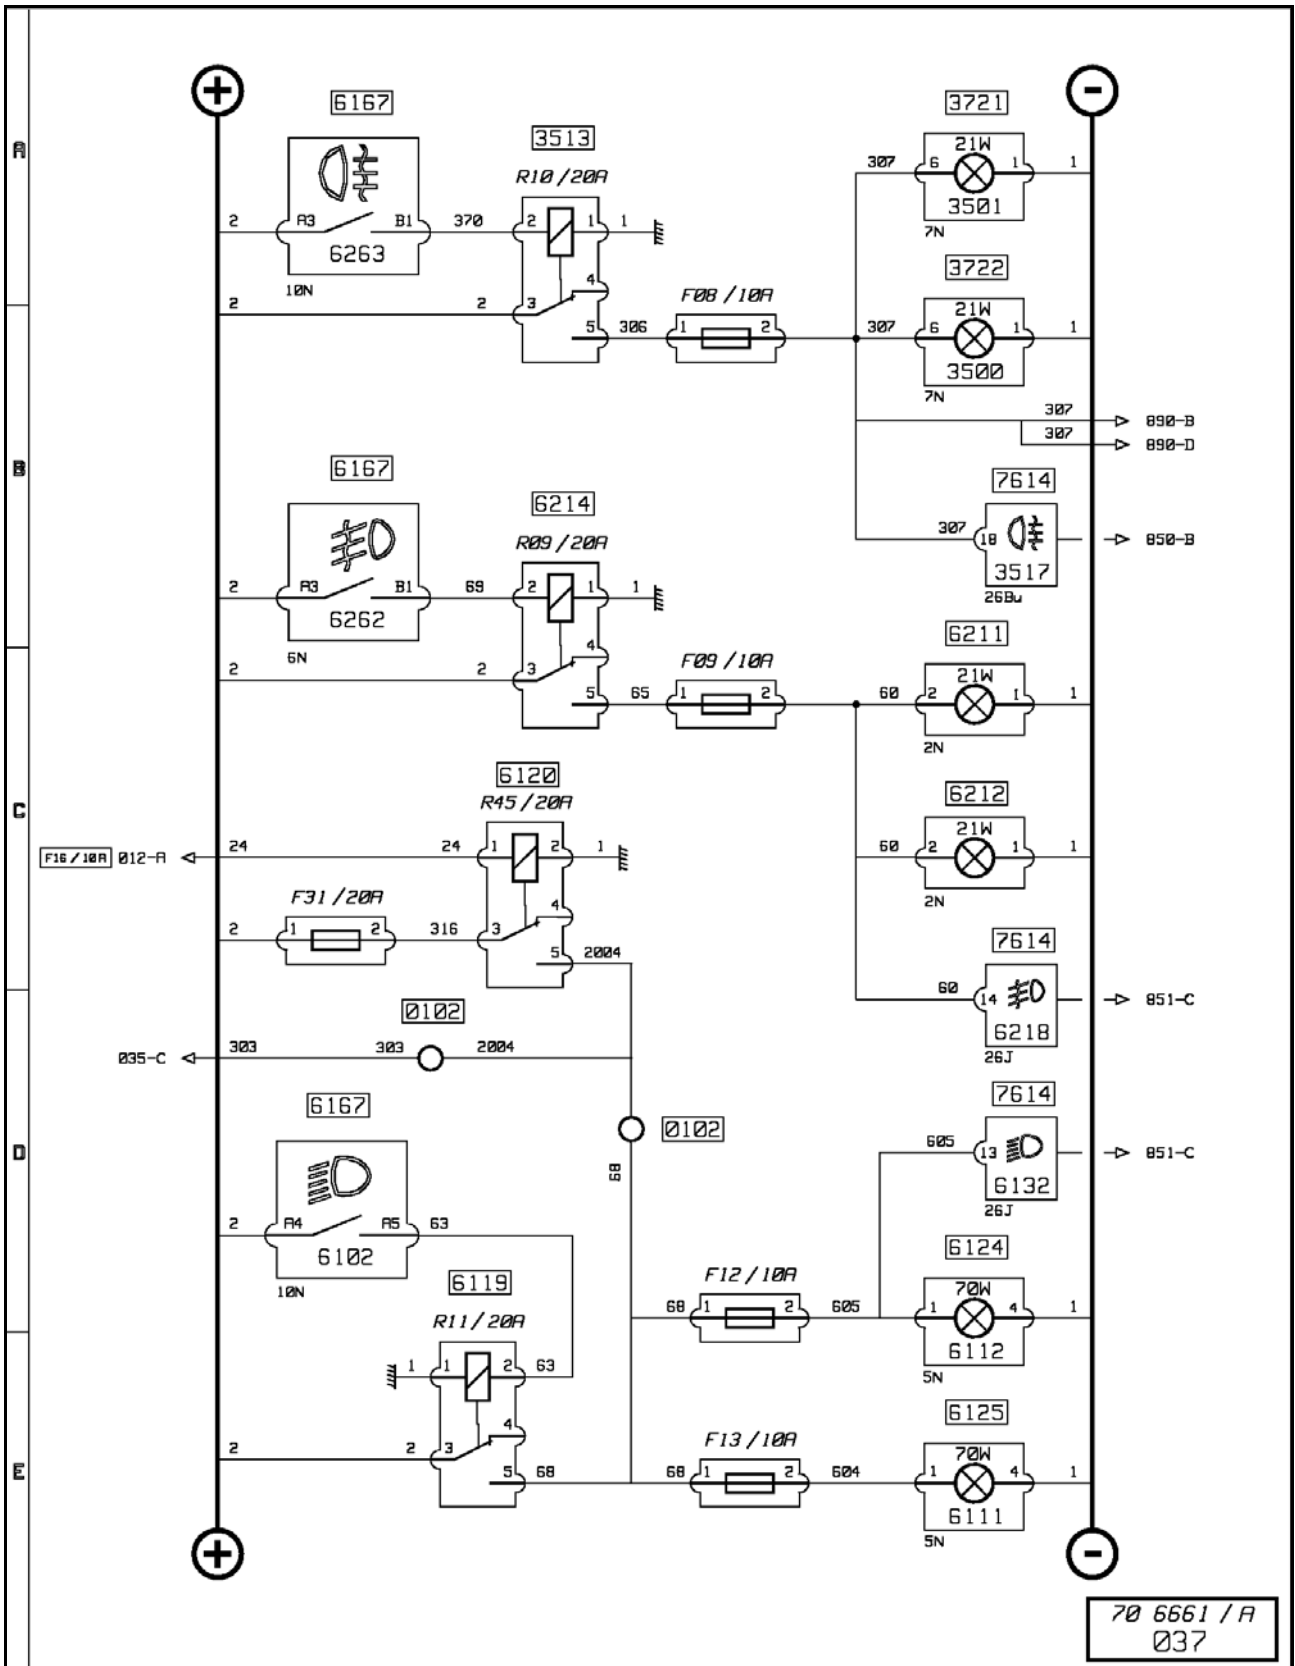 + -
6167 3721
A
3513 21W
R10/20A 307 6 1 1
3501
2 A3 B1 370 2 1 1
6263 7N
10N 3722
4
2 2 3 F08/10A 21W
5 306 1 2 307 6 1 1
3500
7N
307 890-B
307 890-D
B
6167 7614
6214
R09/20A 307 18 850-B
3517
2 A3 B1 69 2 1 1 26Bu
6262
6N 6211
4
2 2 3 F09/10A 21W
5 65 1 2 60 2 1 1
2N
6120 6212
R45/20A
C
21W
F16/10A 012-A 24 24 1 2 1 60 2 1 1
F31/20A 2N
4
2 1 2 316 3 7614
5 2004
60 14 851-C
0102 6218
035-C 303 303 2004 26J
6167 7614
0102
D
605 13 851-C
68 6132
26J
2 A4 A5 63
6102 6124
10N 6119 F12/10A 70W
R11/20A 68 1 2 605 1 4 1
6112
1 1 2 63 5N
6125
4 F13/10A
2 2 3 70W
E
5 68 68 1 2 604 1 4 1
6111
5N
+ -
70 6661 / A
037